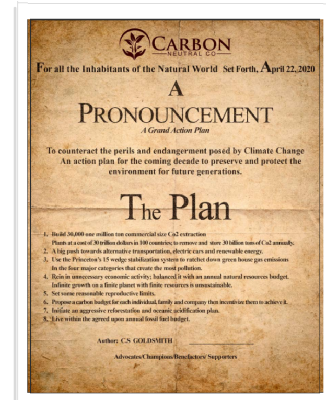 CARBON
NEUTRAL CO
For all the Inhabitants of the Natural World Set Forth, April 22, 2020
A
PRONOUNCEMENT
A Grand Action Plan
To counteract the perils and endangerment posed by Climate Change
An action plan for the coming decade to preserve and protect the
environment for future generations.
The Plan
1. Build 30,000 one million ton commercial size Co2 extraction
Plants at a cost of 30 trillion dollars in 100 countries; to remove and store 30 billion tons of Co2 annually.
2. A big push towards alternative transportation, electric cars and renewable energy.
3. Use the Princeton's 15 wedge stabilization system to ratchet down green house gas emission
In the four major categories that create the most pollution.
4. Rein in unnecessary economic activity; balanced it with an annual natural resources budget.
Infinite growth on a finite planet with finite resources is unsustainable.
5. Set some reasonable reproductive limits.
6. Propose a carbon budget for each individual, family and company then incentivize them to achieve it.
7. Initiate an aggressive reforestation and oceanic acidification plan.
8. Live within the agreed upon annual fossil fuel budget.
Author: C.S GOLDSMITH
Advocates/Champions/Benefactors/Supporters